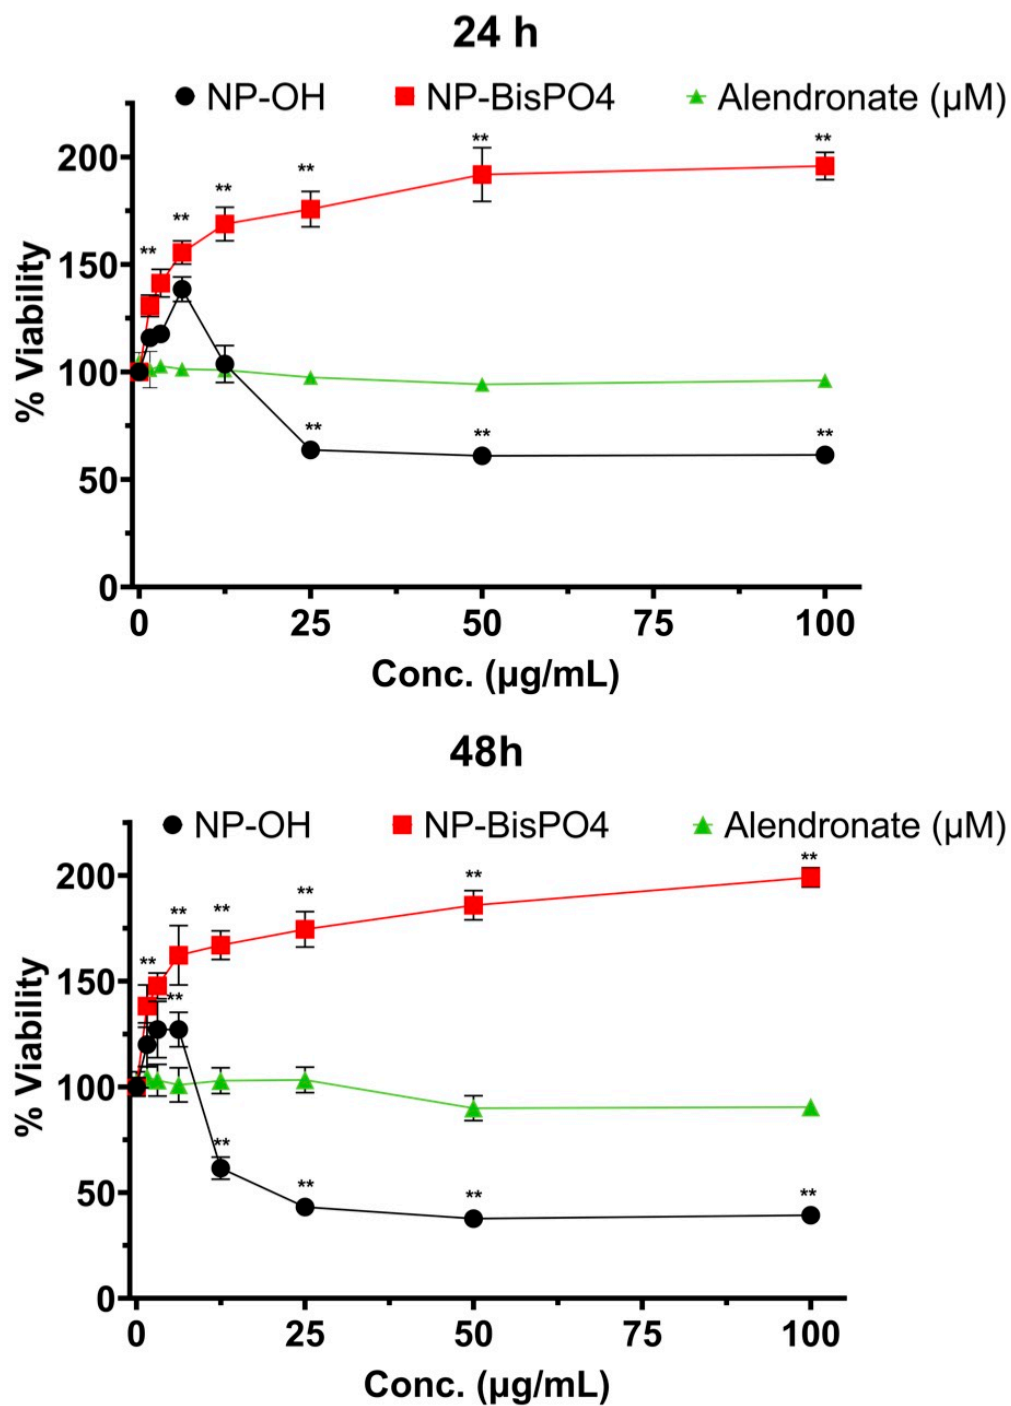 24 h
NP-OH NP-BisPO4 Alendronate (µM)
% Viability
200
150
100
50
0
** ** ** ** ** **
** ** **
0 25 50 75 100
Conc. (µg/mL)
48h
NP-OH NP-BisPO4 Alendronate (µM)
% Viability
200
150
100
50
0
** ** ** ** ** **
**
** ** ** **
0 25 50 75 100
Conc. (µg/mL)